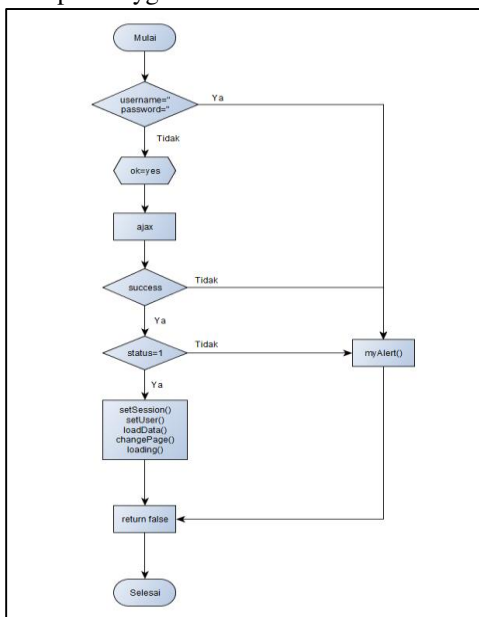 Mulai
username=''
password=''
Ya
Tidak
ok=yes
ajax
success
Tidak
Ya
status=1
Tidak
myAlert()
Ya
setSession()
setUser()
loadData()
changePage()
loading()
return false
Selesai